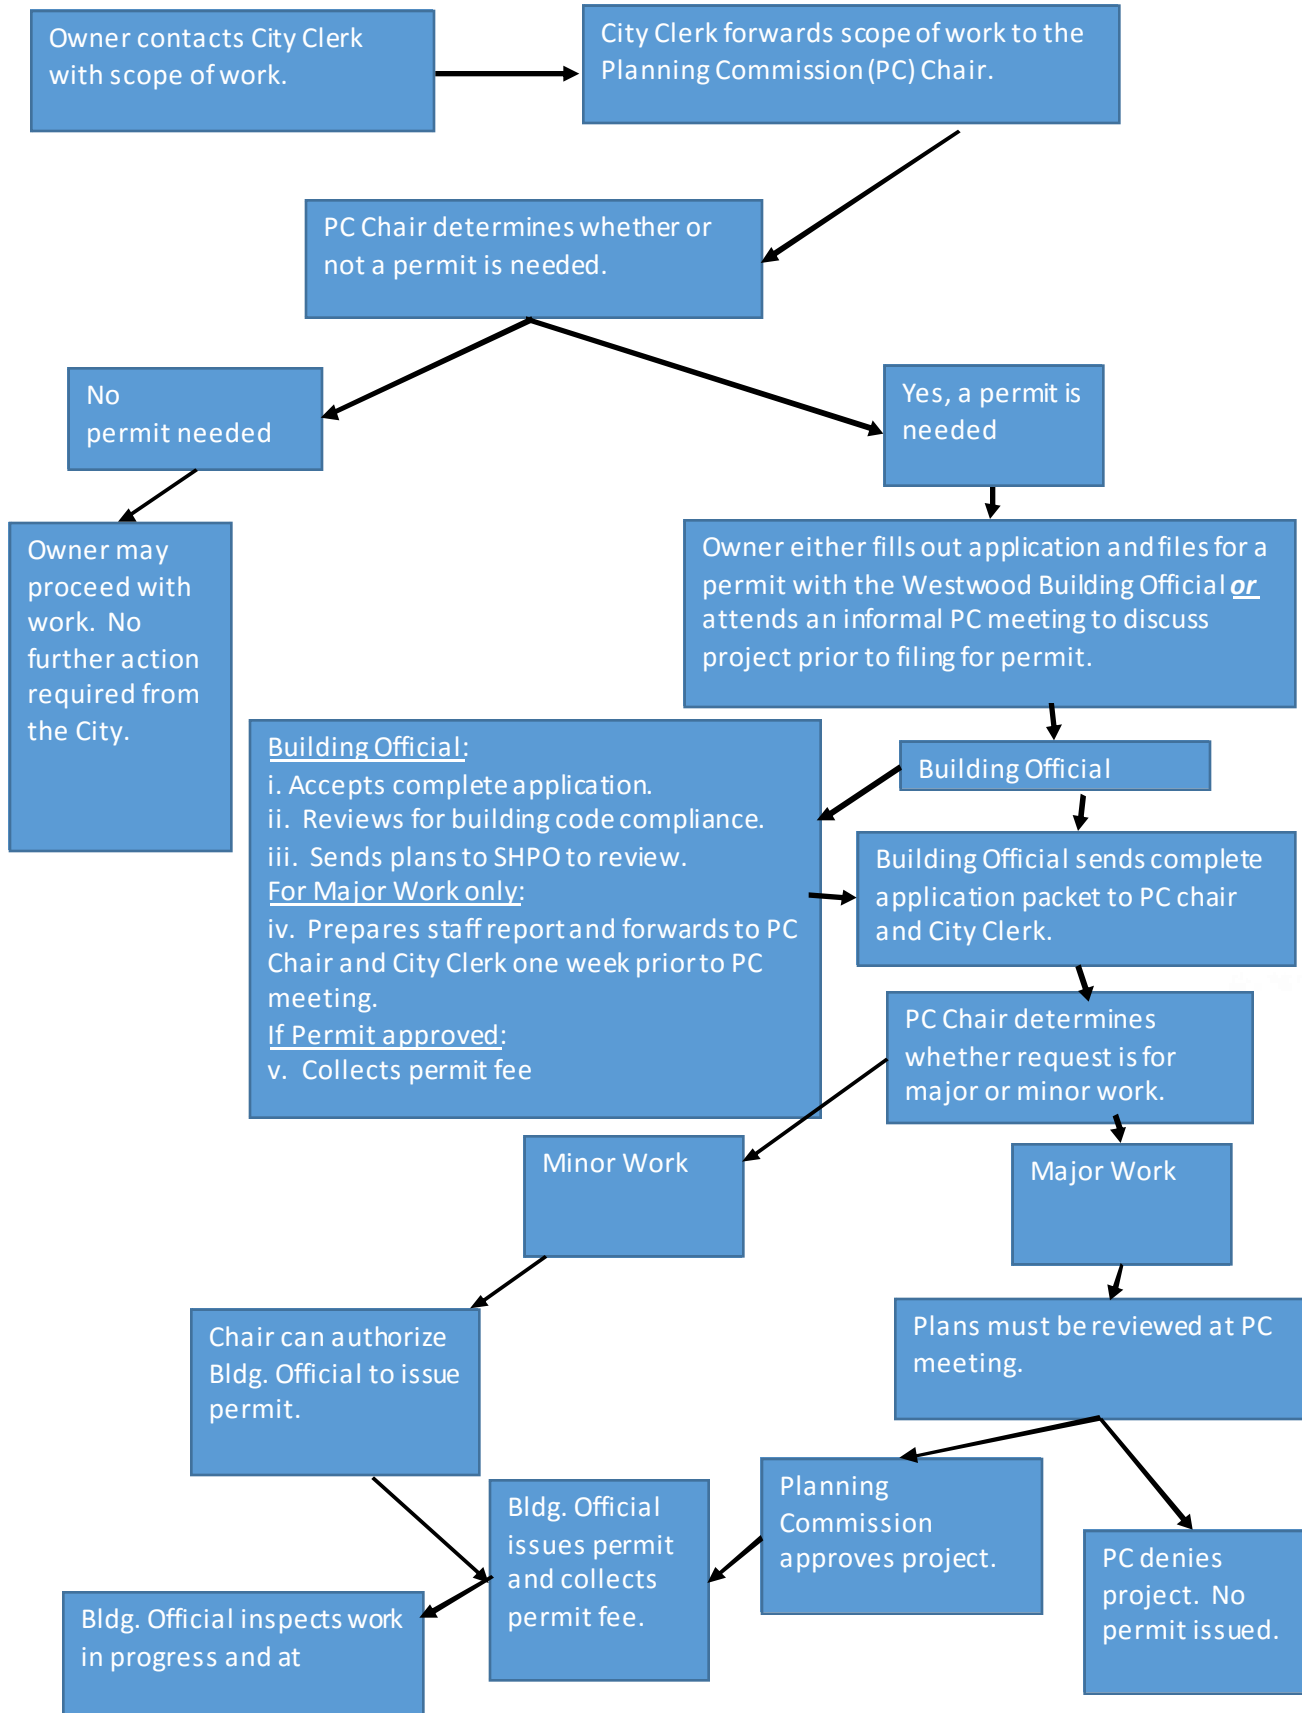 Owner contacts City Clerk
with scope of work.
City Clerk forwards scope of work to the
Planning Commission (PC) Chair.
PC Chair determines whether or
not a permit is needed.
No
permit needed
Yes, a permit is
needed
Owner may
proceed with
work. No
further action
required from
the City.
Owner either fills out application and files for a
permit with the Westwood Building Official or
attends an informal PC meeting to discuss
project prior to filing for permit.
Building Official
Building Official:
i. Accepts complete application.
ii. Reviews for building code compliance.
iii. Sends plans to SHPO to review.
For Major Work only:
iv. Prepares staff report and forwards to PC
Chair and City Clerk one week prior to PC
meeting.
If Permit approved:
v. Collects permit fee
Building Official sends complete
application packet to PC chair
and City Clerk.
PC Chair determines
whether request is for
major or minor work.
Minor Work
Major Work
Chair can authorize
Bldg. Official to issue
permit.
Plans must be reviewed at PC
meeting.
Bldg. Official
issues permit
and collects
permit fee.
Planning
Commission
approves project.
PC denies
project. No
permit issued.
Bldg. Official inspects work
in progress and at